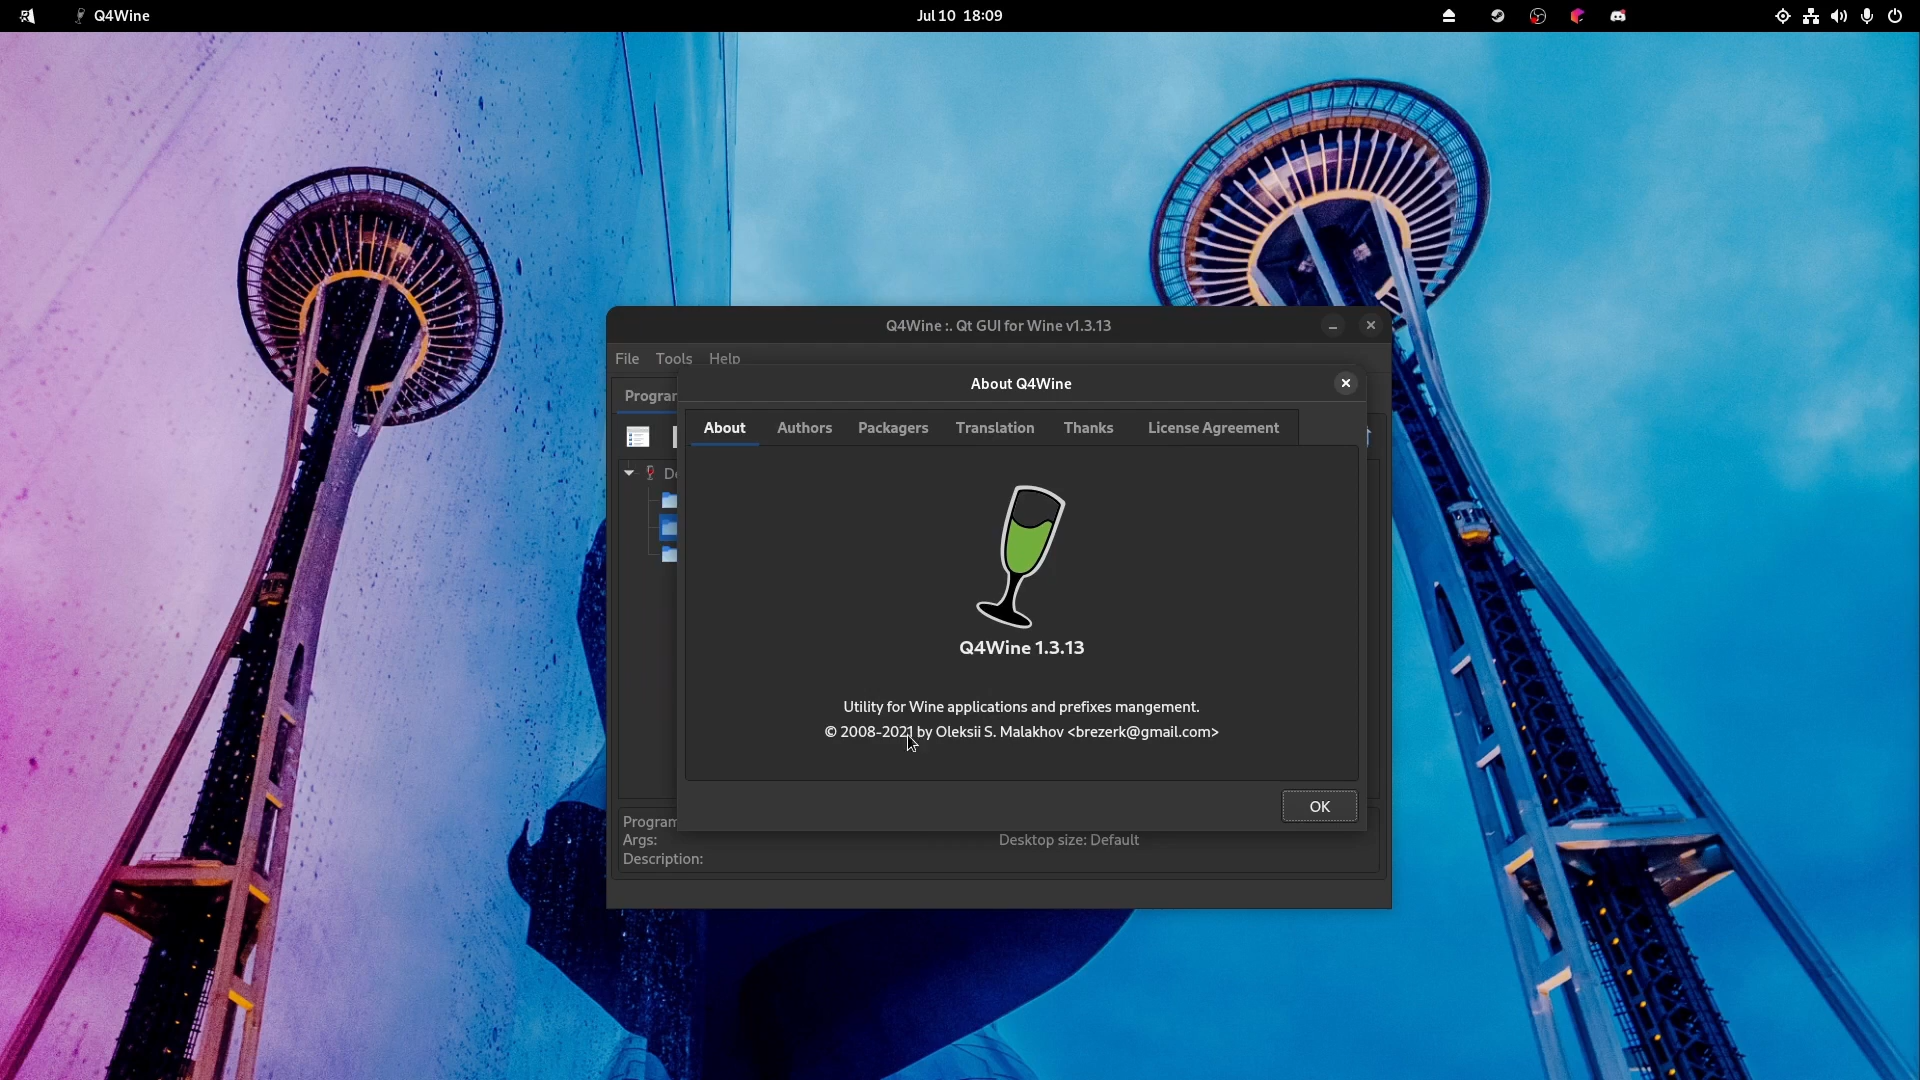 Q4Wine
Jul 10 18:09
Q4Wine :. Qt GUI for Wine v1.3.13
File Tools Help
About Q4Wine
About Authors Packagers Translation Thanks License Agreement
Q4Wine 1.3.13
Utility for Wine applications and prefixes mangement.
© 2008-2021 by Oleksii S. Malakhov <brezerk@gmail.com>
OK
Args:
Desktop size: Default
Description: